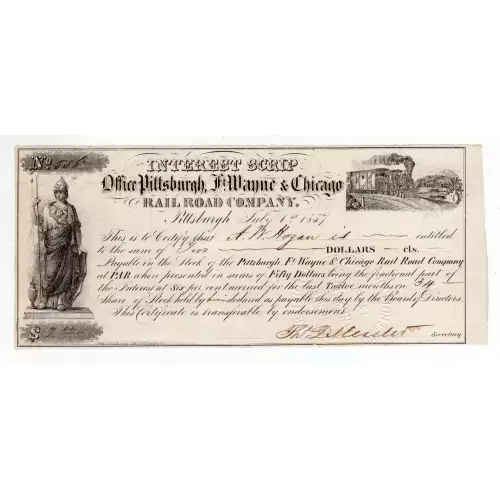 No. 586
INTEREST SCRIP
Office Pittsburgh, Ft. Wayne & Chicago
RAIL ROAD COMPANY.
Pittsburgh July 1st 1857
This is to Certify that A. W. Hogan is entitled
to the sum of DOLLARS cts.
Payable in the Stock of the Pittsburgh, Ft. Wayne & Chicago Rail Road Company
at PAR when presented in sums of Fifty Dollars being the fractional part of
the Interest at Six per cent accrued for the last Twelve months on 34
Share of Stock held by declared as payable this day by the Board of Directors
This Certificate is transferable by endorsement.
$
Secretary.